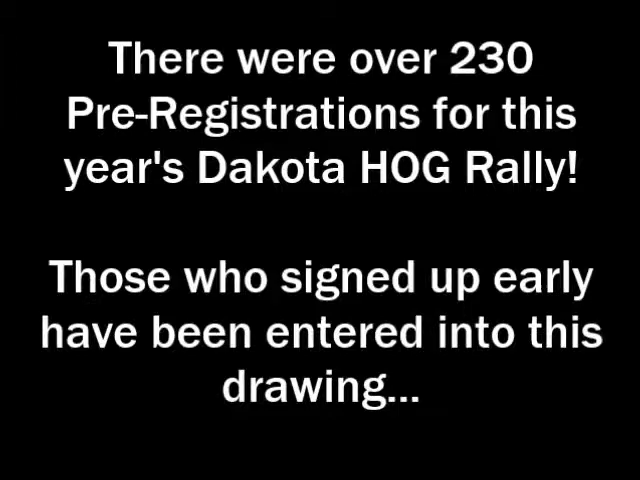 There were over 230
Pre-Registrations for this
year's Dakota HOG Rally!
Those who signed up early
have been entered into this
drawing...